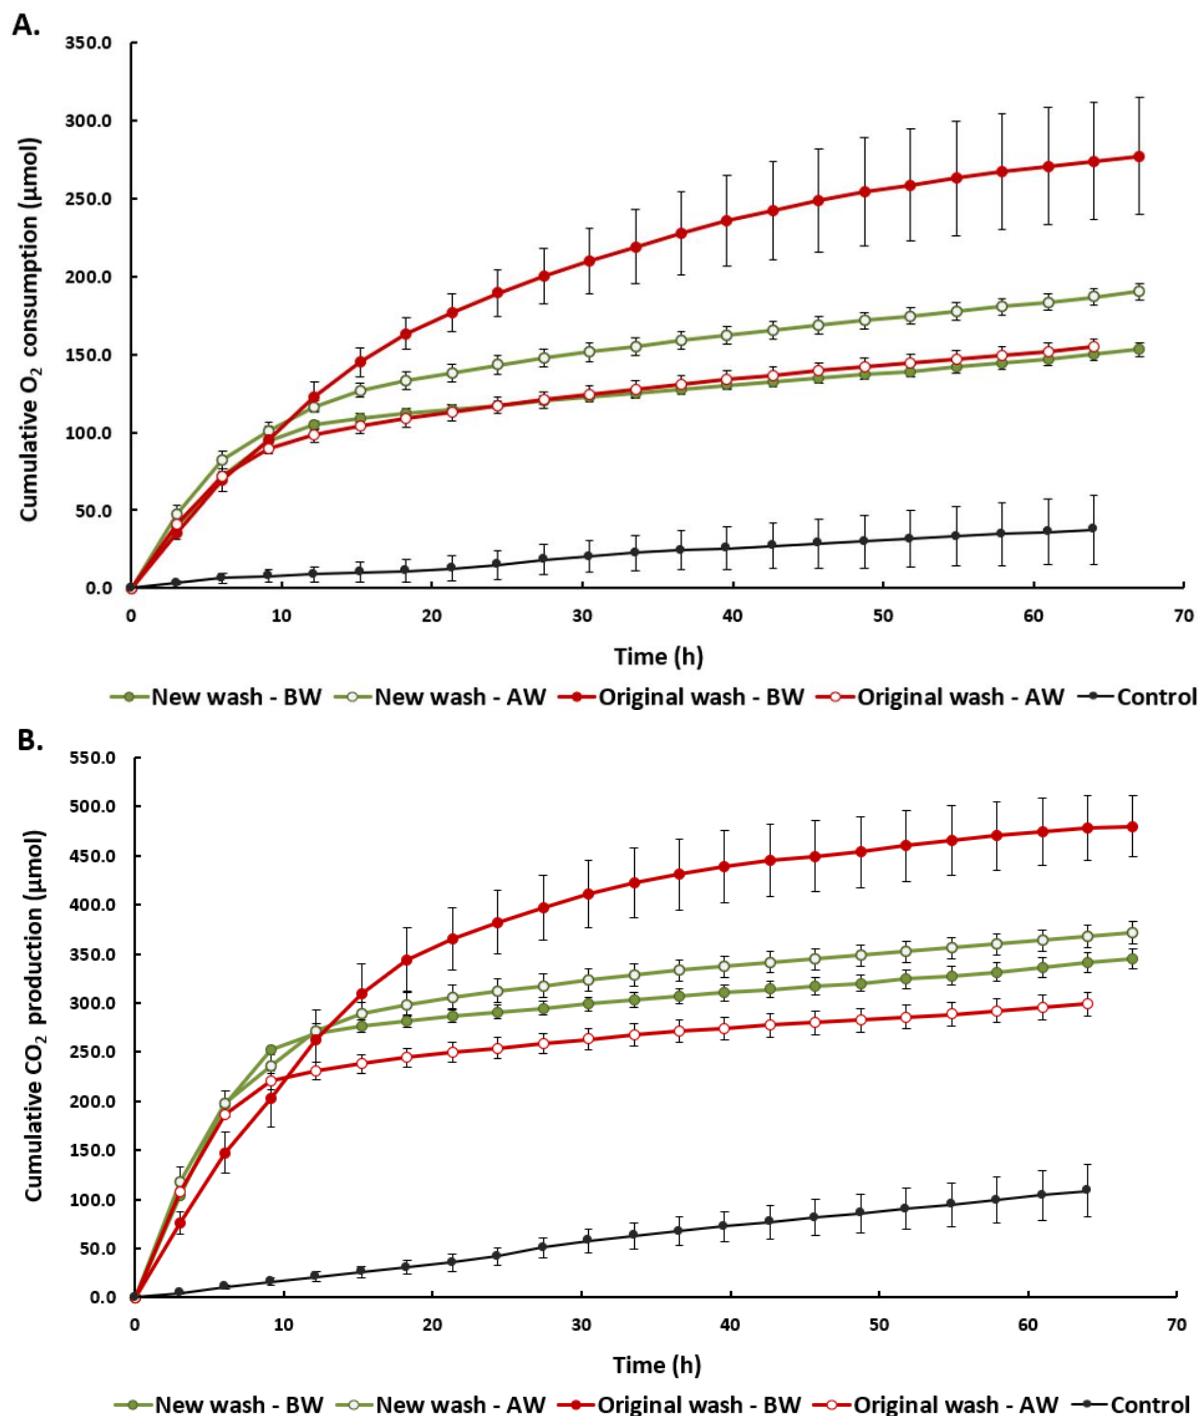 A.
350.0
300.0
250.0
200.0
150.0
100.0
50.0
0.0
Cumulative O₂ consumption (µmol)
0 10 20 30 40 50 60 70
Time (h)
New wash - BW New wash - AW Original wash - BW Original wash - AW Control
B.
550.0
500.0
450.0
400.0
350.0
300.0
250.0
200.0
150.0
100.0
50.0
0.0
Cumulative CO₂ production (µmol)
0 10 20 30 40 50 60 70
Time (h)
New wash - BW New wash - AW Original wash - BW Original wash - AW Control